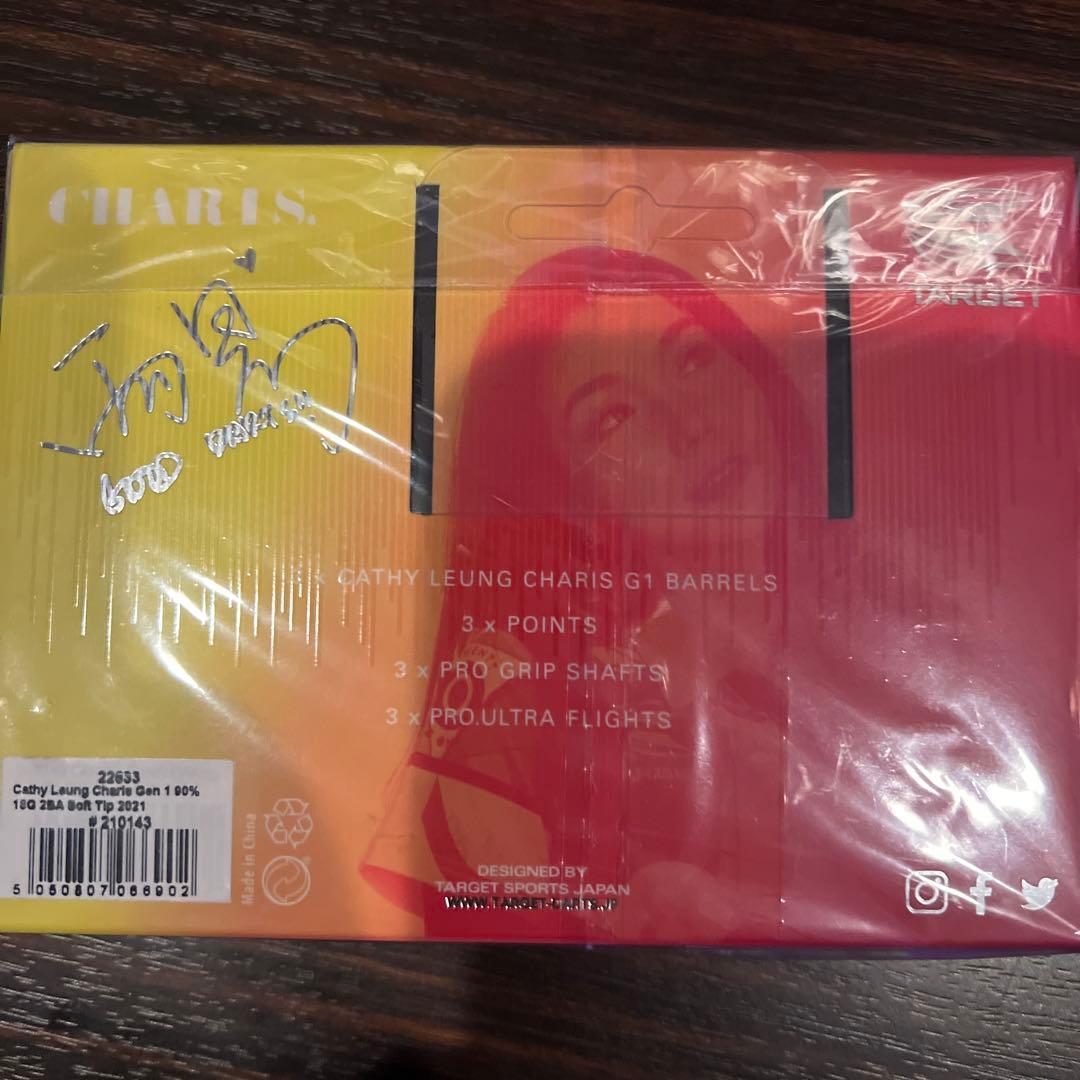 CHARIS.
TARGET
x CATHY LEUNG CHARIS G1 BARRELS
3 x POINTS
3 x PRO GRIP SHAFTS
3 x PRO.ULTRA FLIGHTS
22633
Cathy Leung Charis Gen 1 90%
18G 2BA Soft Tip 2021
# 210143
5 050807 066902
Made in China
DESIGNED BY
TARGET SPORTS JAPAN
WWW.TARGET-DARTS.JP